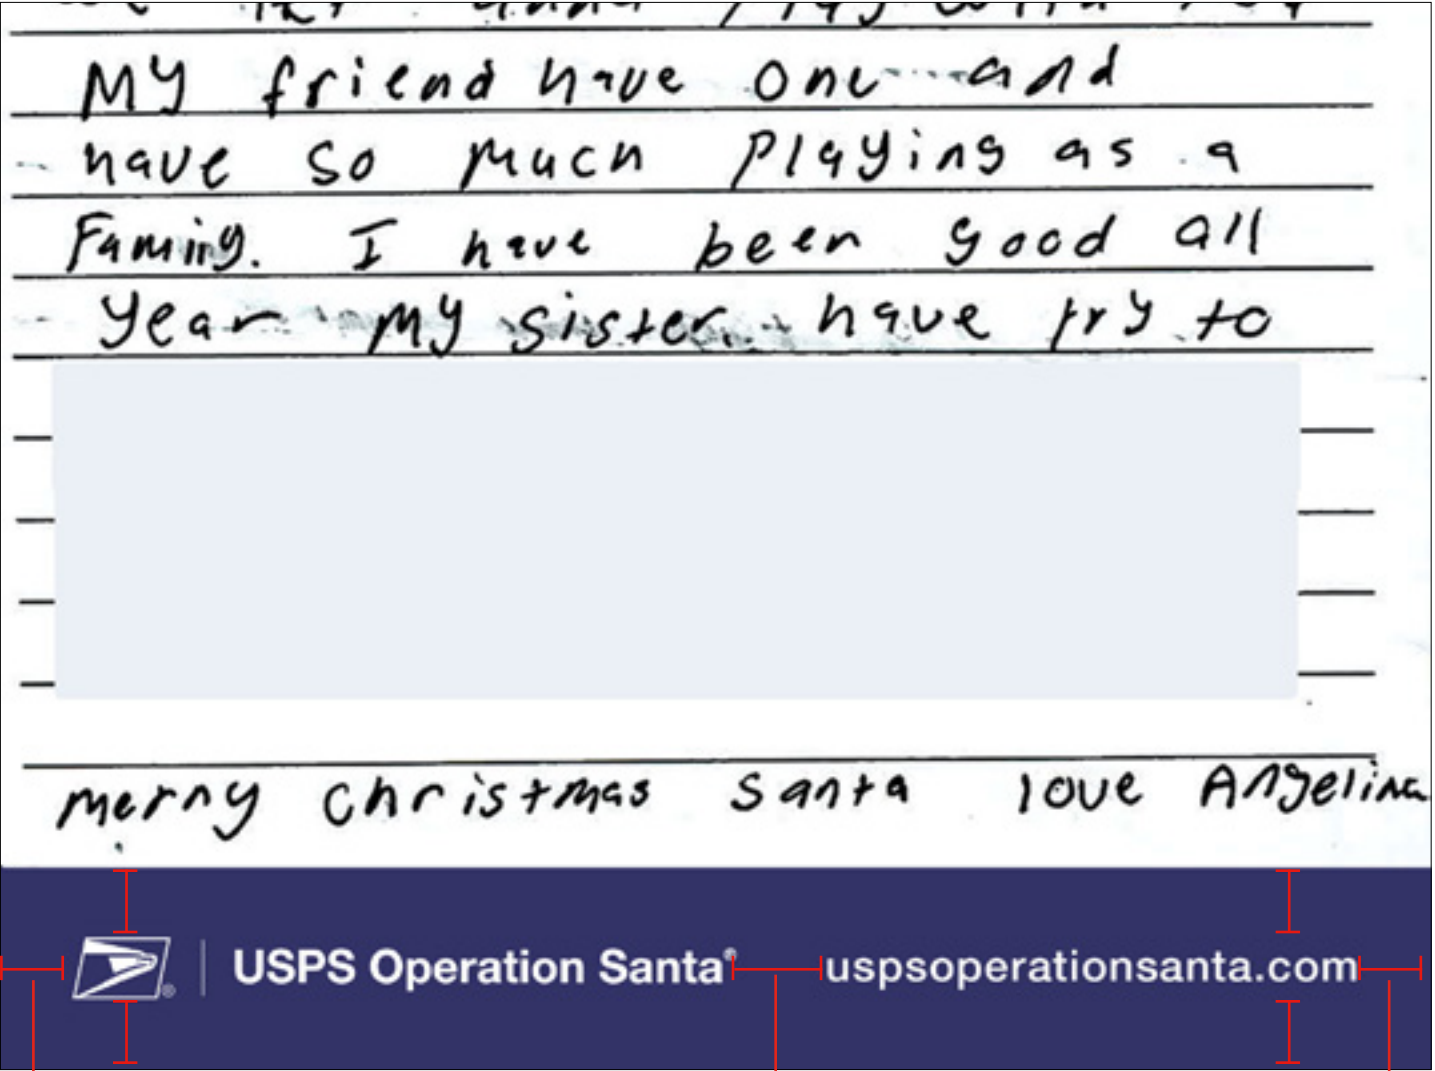 My friend have one and
have so much playing as a
Family. I have been good all
year my sister have try to
merry christmas santa love Angelina
USPS Operation Santa® uspsoperationsanta.com